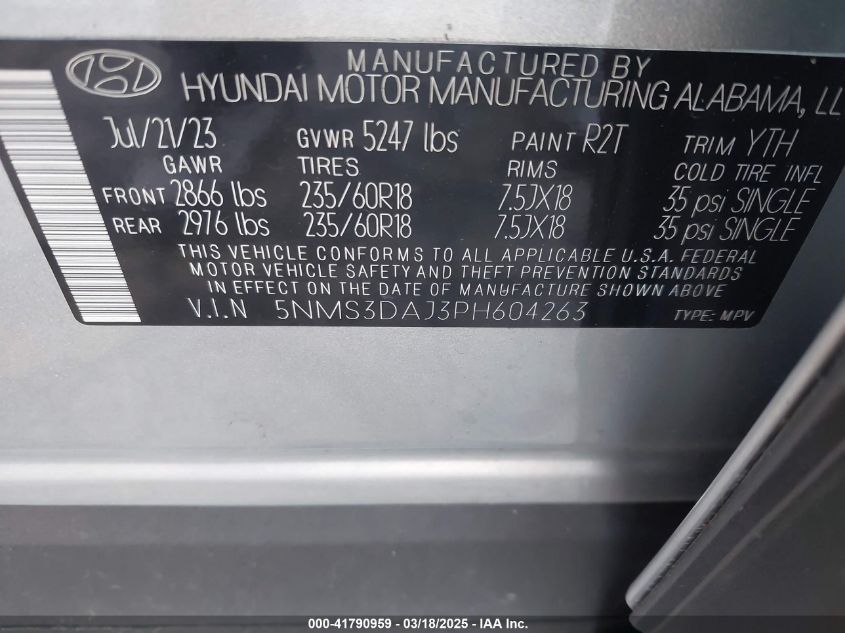 MANUFACTURED BY
HYUNDAI MOTOR MANUFACTURING ALABAMA, LL
Jul/21/23 GVWR 5247 lbs PAINT R2T TRIM YTH
GAWR TIRES RIMS COLD TIRE INFL
FRONT 2866 lbs 235/60R18 7.5JX18 35 psi SINGLE
REAR 2976 lbs 235/60R18 7.5JX18 35 psi SINGLE
THIS VEHICLE CONFORMS TO ALL APPLICABLE U.S.A. FEDERAL
MOTOR VEHICLE SAFETY AND THEFT PREVENTION STANDARDS
IN EFFECT ON THE DATE OF MANUFACTURE SHOWN ABOVE
V.I.N 5NMS3DAJ3PH604263 TYPE: MPV
000-41790959 - 03/18/2025 - IAA Inc.